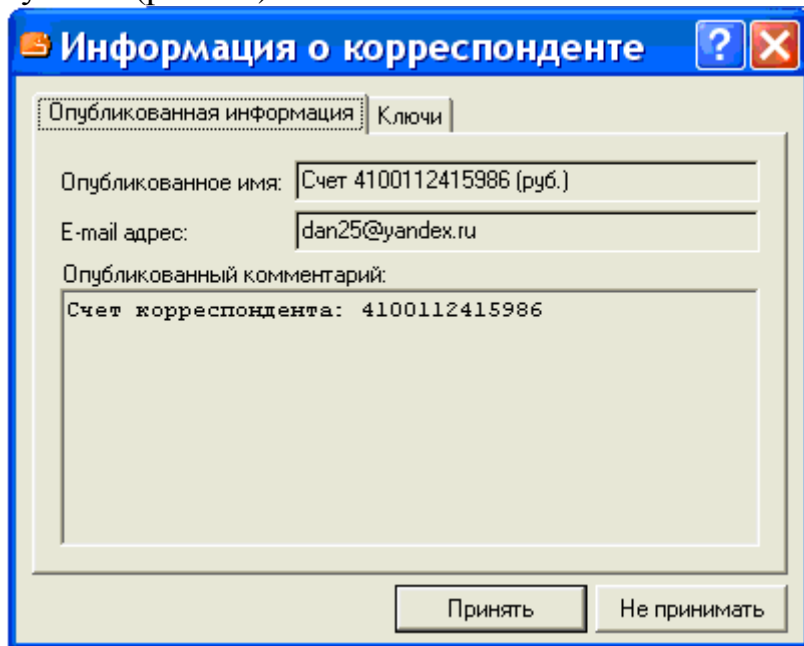 Информация о корреспонденте
Опубликованная информация Ключи
Опубликованное имя: Счет 4100112415986 (руб.)
E-mail адрес: dan25@yandex.ru
Опубликованный комментарий:
Счет корреспондента: 4100112415986
Принять Не принимать